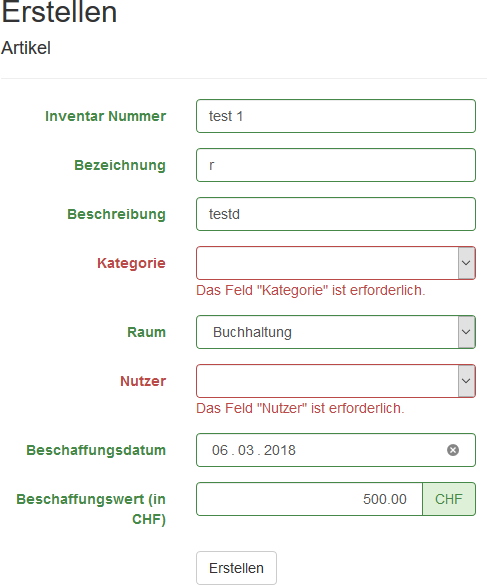 Erstellen
Artikel
Inventar Nummer test 1
Bezeichnung r
Beschreibung testd
Kategorie
Das Feld "Kategorie" ist erforderlich.
Raum Buchhaltung
Nutzer
Das Feld "Nutzer" ist erforderlich.
Beschaffungsdatum 06 . 03 . 2018
Beschaffungswert (in 500.00 CHF
CHF)
Erstellen